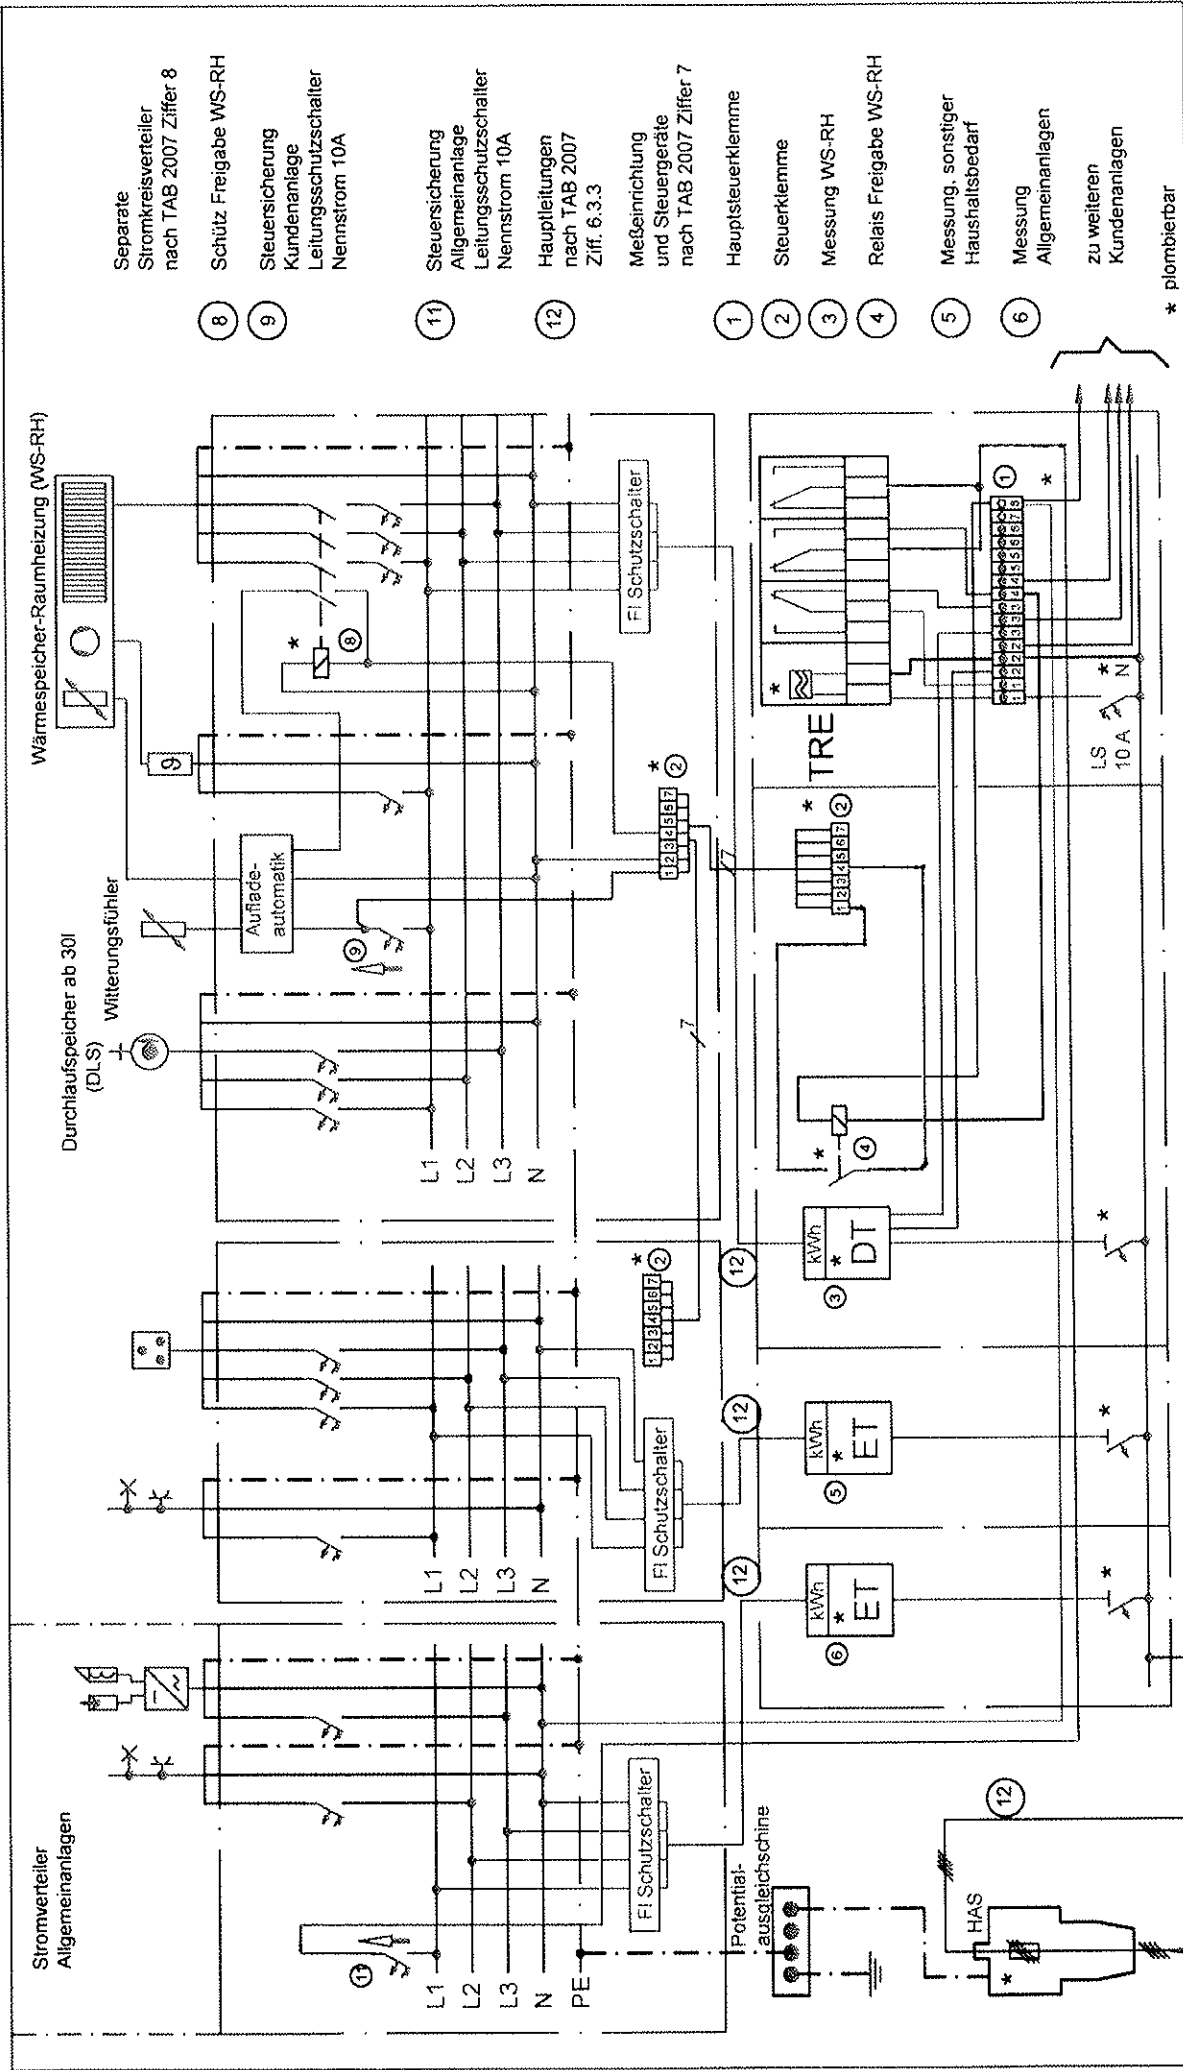 Wärmespeicher-Raumheizung (WS-RH)
Durchlaufspeicher ab 30l
(DLS)
Witterungsfühler
Stromverteiler
Allgemeinanlagen
ϑ
Auflade-
automatik
*
8
9
11
L1
L2
L3
N
PE
L1
L2
L3
N
L1
L2
L3
N
FI Schutzschalter
FI Schutzschalter
FI Schutzschalter
1 2 3 4 5 6 7
*
2
1 2 3 4 5 6 7
*
2
7
7
12
12
12
Potential-
ausgleichschine
HAS
*
12
kWh
*
ET
6
kWh
*
ET
5
kWh
*
DT
3
*
4
1 2 3 4 5 6 7
*
2
TRE
*
1
*
LS
10 A
*
N
*
*
*
Separate
Stromkreisverteiler
nach TAB 2007 Ziffer 8
8 Schütz Freigabe WS-RH
9 Steuersicherung
Kundenanlage
Leitungsschutzschalter
Nennstrom 10A
11 Steuersicherung
Allgemeinanlage
Leitungsschutzschalter
Nennstrom 10A
12 Hauptleitungen
nach TAB 2007
Ziff. 6.3.3
Meßeinrichtung
und Steuergeräte
nach TAB 2007 Ziffer 7
1 Hauptsteuerklemme
2 Steuerklemme
3 Messung WS-RH
4 Relais Freigabe WS-RH
5 Messung, sonstiger
Haushaltsbedarf
6 Messung
Allgemeinanlagen
zu weiteren
Kundenanlagen
* plombierbar